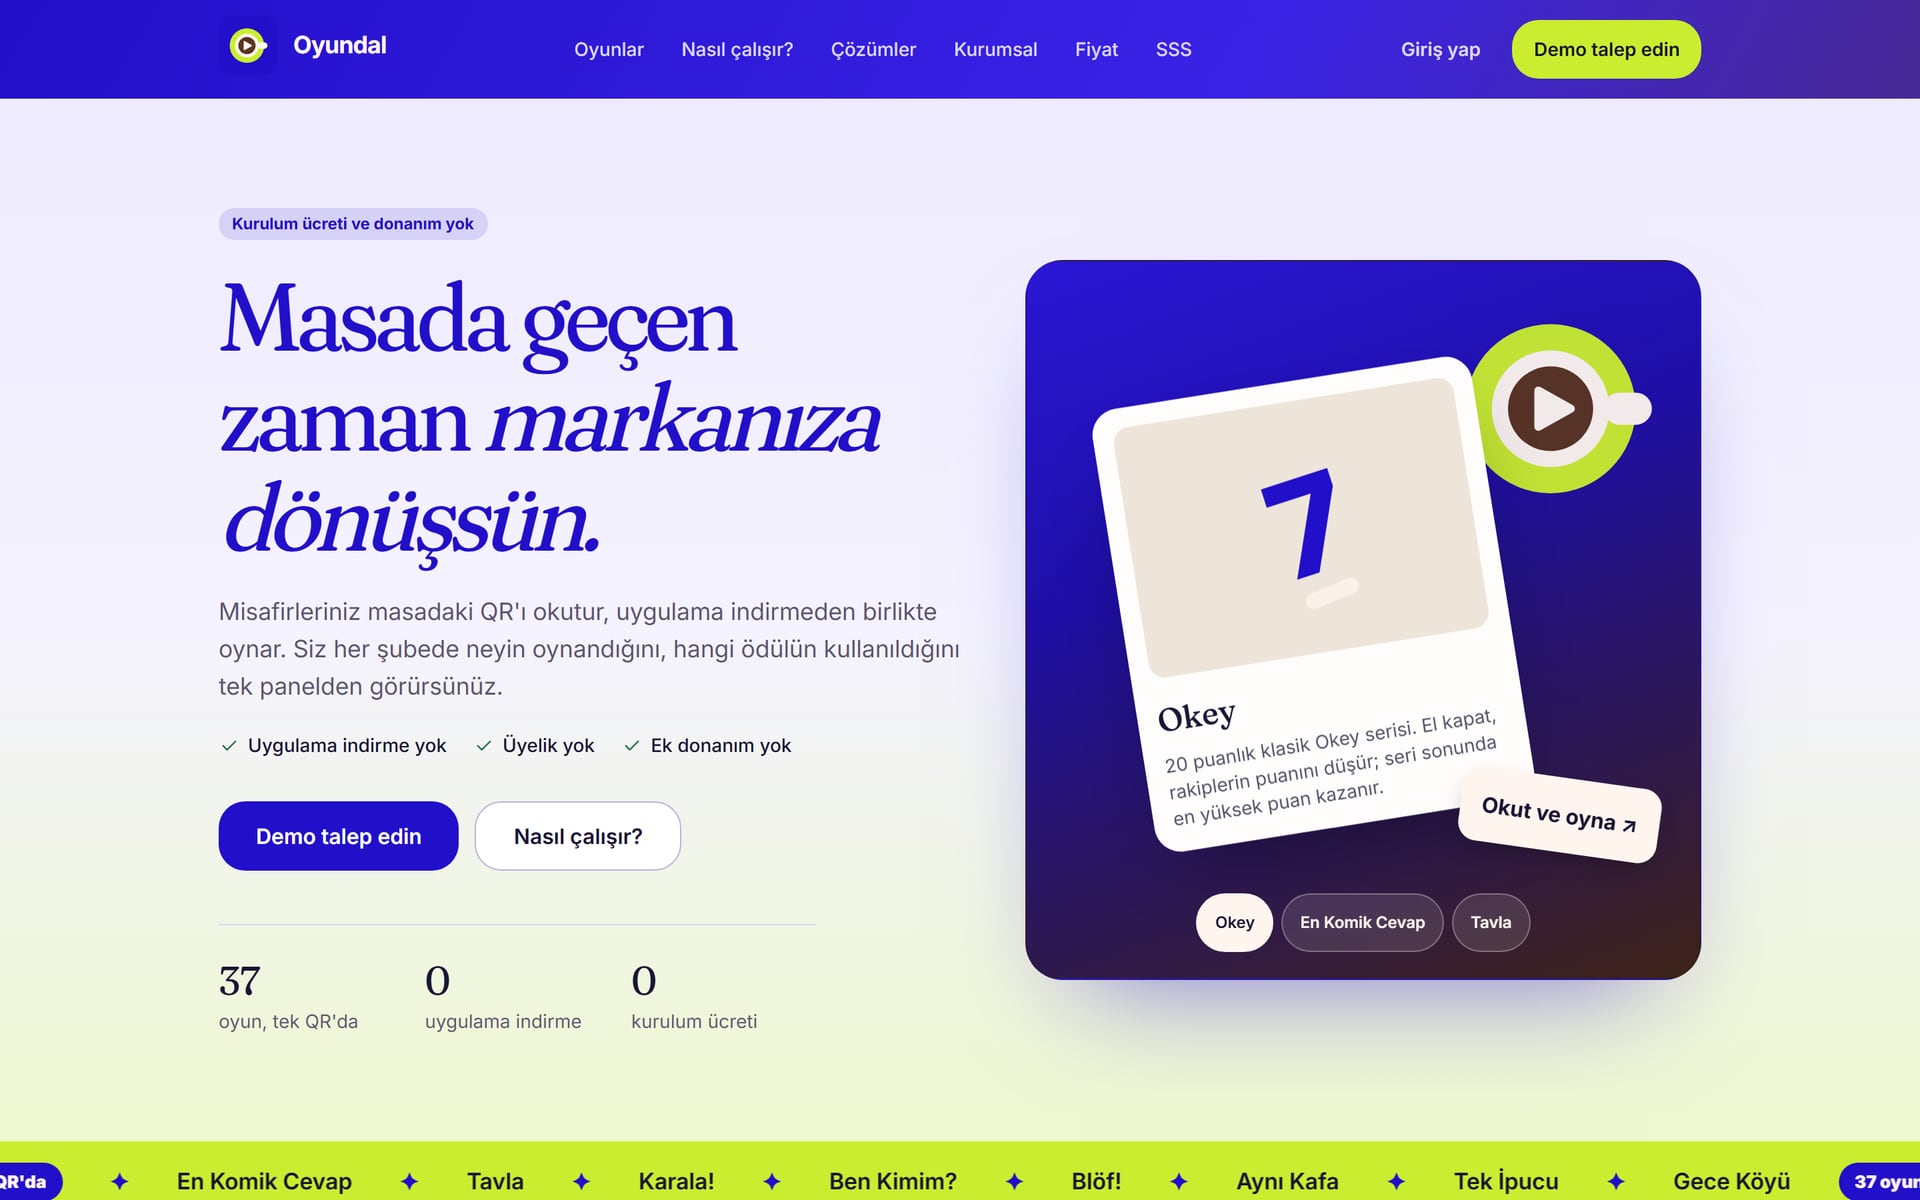 Oyundal
Oyunlar
Nasıl çalışır?
Çözümler
Kurumsal
Fiyat
SSS
Giriş yap
Demo talep edin
Kurulum ücreti ve donanım yok
Masada geçen
zaman markanıza
dönüşsün.
Misafirleriniz masadaki QR'ı okutur, uygulama indirmeden birlikte
oynar. Siz her şubede neyin oynandığını, hangi ödülün kullanıldığını
tek panelden görürsünüz.
Uygulama indirme yok
Üyelik yok
Ek donanım yok
Demo talep edin
Nasıl çalışır?
37
oyun, tek QR'da
0
uygulama indirme
0
kurulum ücreti
7
Okey
20 puanlık klasik Okey serisi. El kapat,
rakiplerin puanını düşür; seri sonunda
en yüksek puan kazanır.
Okut ve oyna ↗
Okey
En Komik Cevap
Tavla
QR'da ✦ En Komik Cevap ✦ Tavla ✦ Karala! ✦ Ben Kimim? ✦ Blöf! ✦ Aynı Kafa ✦ Tek İpucu ✦ Gece Köyü 37 oyun